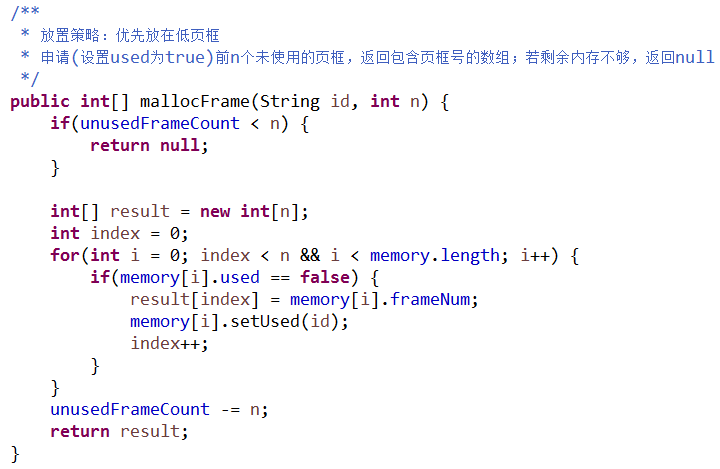 /**
 * 放置策略：优先放在低页框
 * 申请(设置used为true)前n个未使用的页框，返回包含页框号的数组；若剩余内存不够，返回null
 */
public int[] mallocFrame(String id, int n) {
    if(unusedFrameCount < n) {
        return null;
    }

    int[] result = new int[n];
    int index = 0;
    for(int i = 0; index < n && i < memory.length; i++) {
        if(memory[i].used == false) {
            result[index] = memory[i].frameNum;
            memory[i].setUsed(id);
            index++;
        }
    }
    unusedFrameCount -= n;
    return result;
}